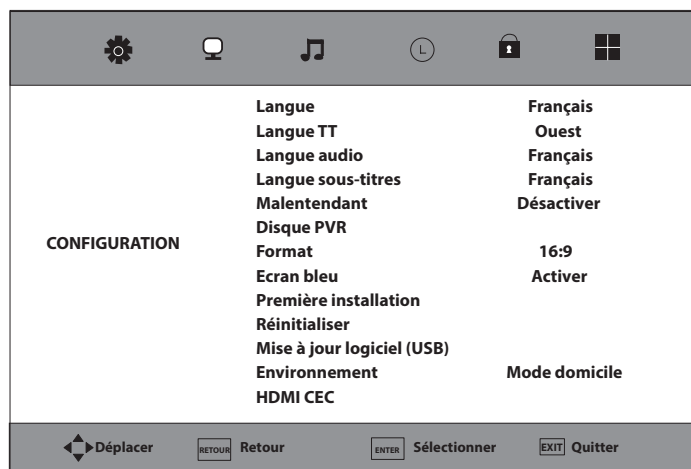 L
Langue Français
Langue TT Ouest
Langue audio Français
Langue sous-titres Français
Malentendant Désactiver
Disque PVR
CONFIGURATION
Format 16:9
Ecran bleu Activer
Première installation
Réinitialiser
Mise à jour logiciel (USB)
Environnement Mode domicile
HDMI CEC
Déplacer RETOUR Retour ENTER Sélectionner EXIT Quitter